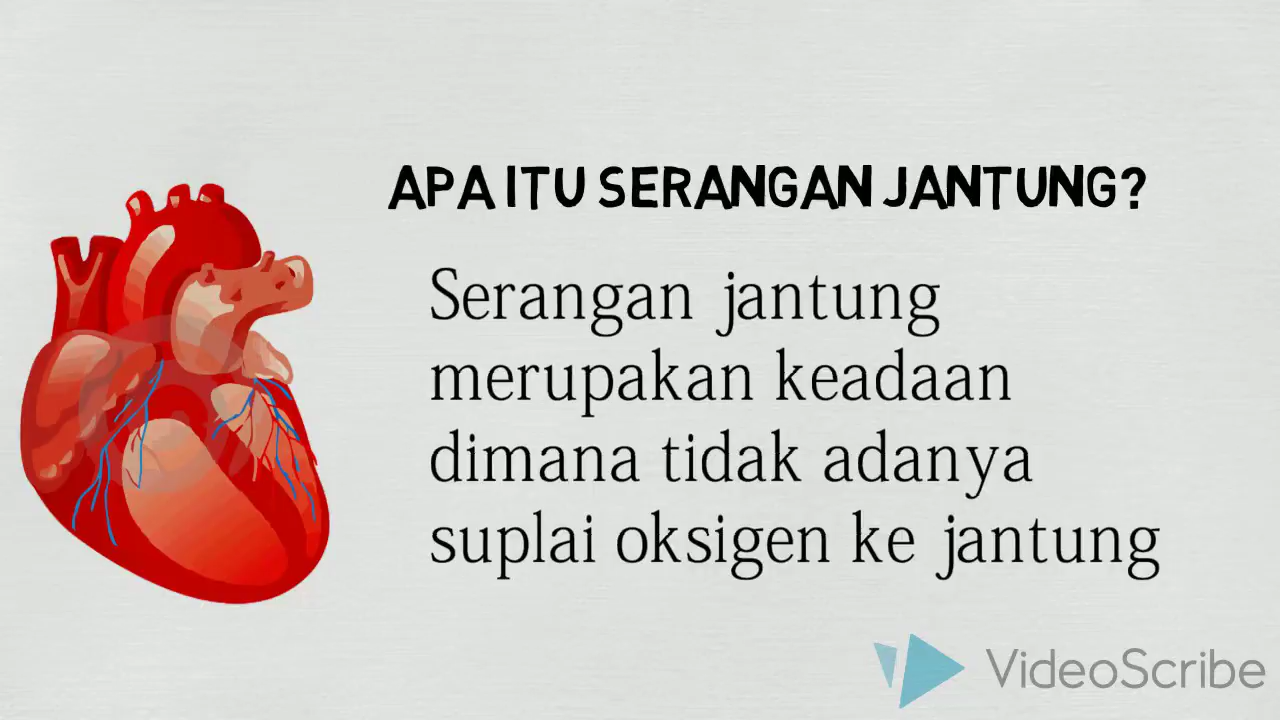 APA ITU SERANGAN JANTUNG?
Serangan jantung
merupakan keadaan
dimana tidak adanya
suplai oksigen ke jantung
VideoScribe